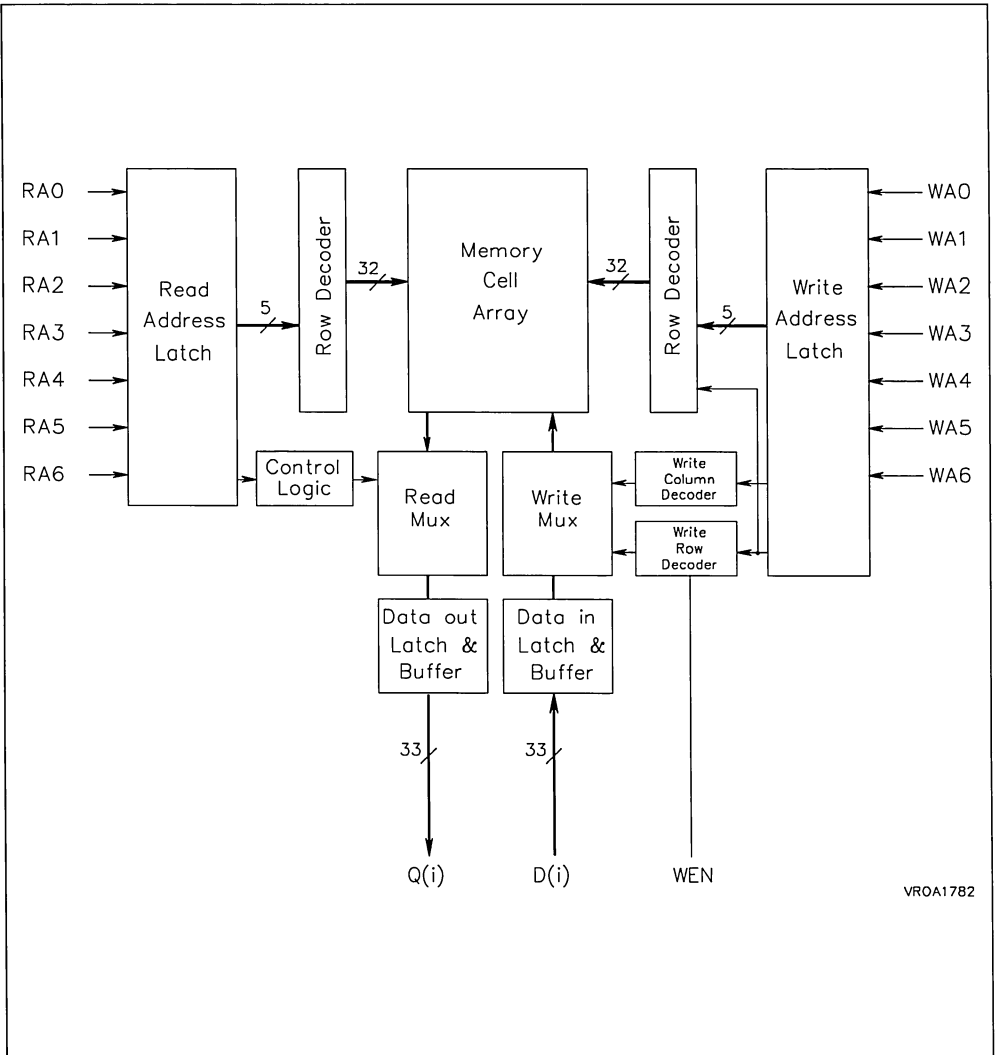 RA0
RA1
RA2
RA3
RA4
RA5
RA6
Read
Address
Latch
5
Row Decoder
32
Memory
Cell
Array
32
Row Decoder
5
Write
Address
Latch
WA0
WA1
WA2
WA3
WA4
WA5
WA6
Control
Logic
Read
Mux
Write
Mux
Write
Column
Decoder
Write
Row
Decoder
Data out
Latch &
Buffer
Data in
Latch &
Buffer
33
33
Q(i)
D(i)
WEN
VR0A1782